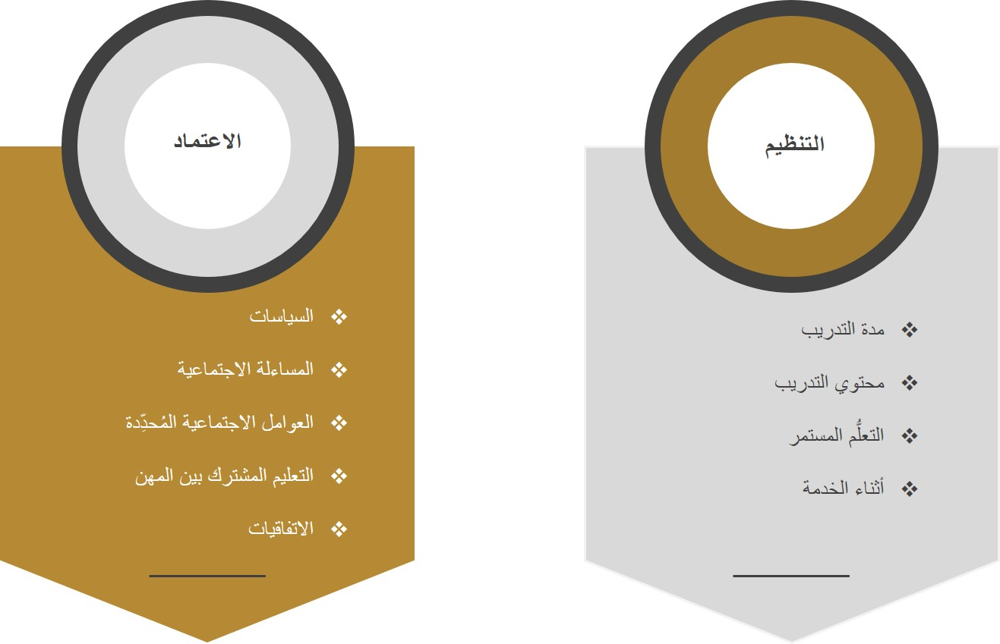 التنظيم
مدة التدريب
محتوي التدريب
التعلُّم المستمر
أثناء الخدمة
الاعتماد
السياسات
المساءلة الاجتماعية
العوامل الاجتماعية المُحدِّدة
التعليم المشترك بين المهن
الاتفاقيات